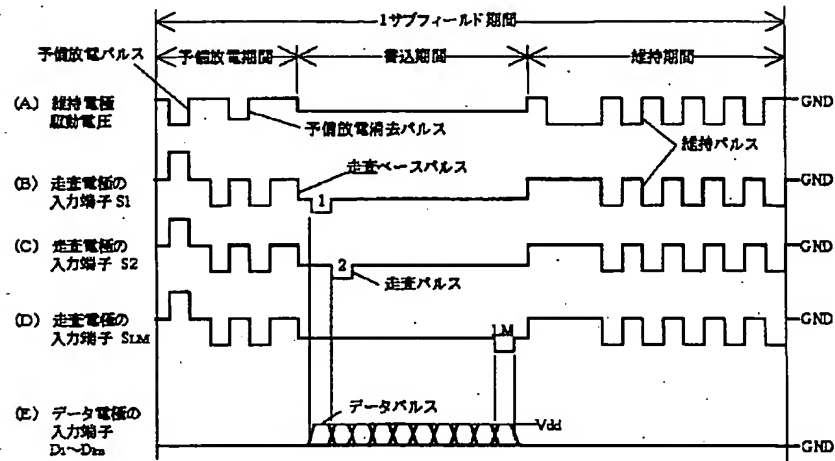 1サブフィールド期間
予備放電パルス
予備放電期間
書込期間
維持期間
(A) 維持電極
駆動電圧
GND
予備放電消去パルス
維持パルス
走査ベースパルス
(B) 走査電極の
入力端子 S1
1
GND
(C) 走査電極の
入力端子 S2
2
走査パルス
GND
(D) 走査電極の
入力端子 SLM
LM
GND
(E) データ電極の
入力端子
データパルス
Vdd
GND